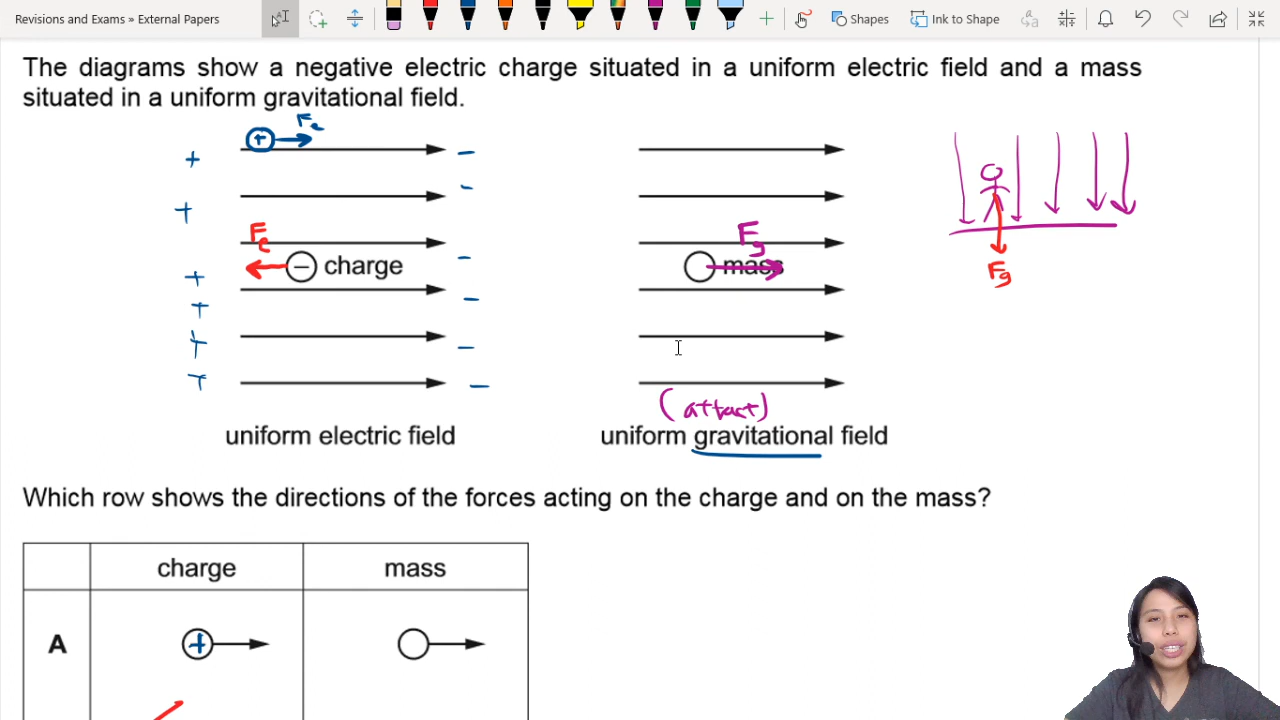 Revisions and Exams » External Papers
Shapes
Ink to Shape
The diagrams show a negative electric charge situated in a uniform electric field and a mass
situated in a uniform gravitational field.
+ Fe
+ −
+ −
Fe Fg
− charge mass
Fg
+ −
+ −
+ −
+ −
(attact)
uniform electric field uniform gravitational field
Which row shows the directions of the forces acting on the charge and on the mass?
charge mass
A +